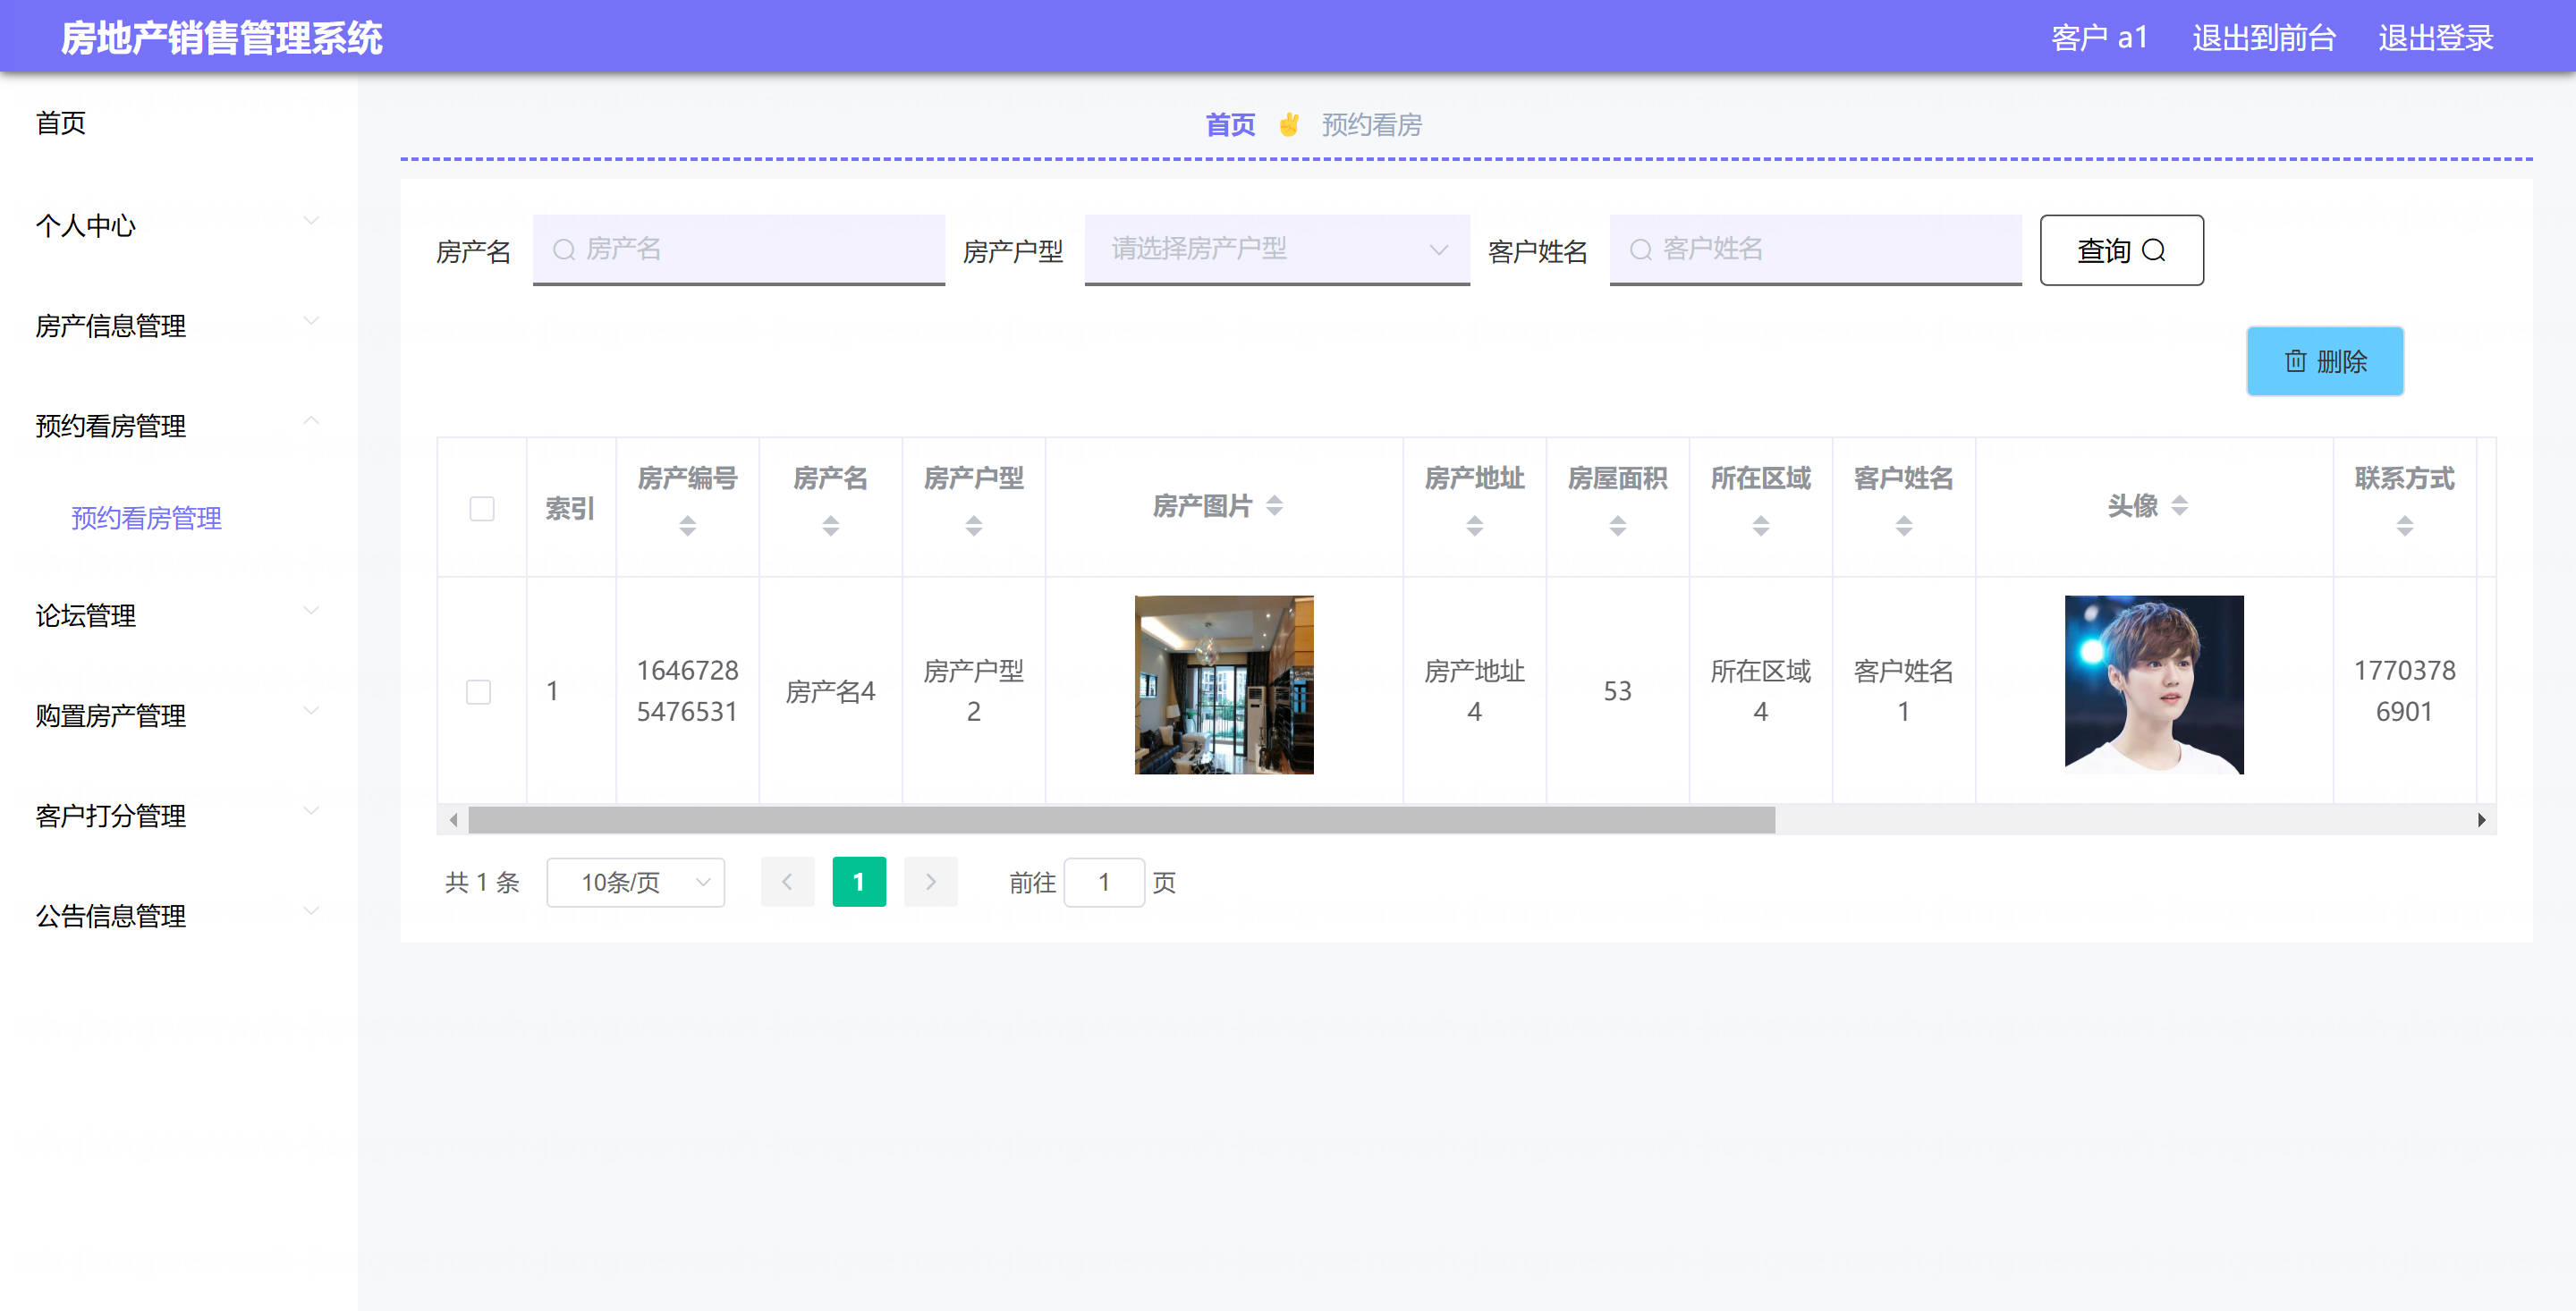 房地产销售管理系统
客户 a1 退出到前台 退出登录
首页
个人中心
房产信息管理
预约看房管理
预约看房管理
论坛管理
购置房产管理
客户打分管理
公告信息管理
首页 预约看房
房产名 房产名 房产户型 请选择房产户型 客户姓名 客户姓名 查询
删除
索引 房产编号 房产名 房产户型 房产图片 房产地址 房屋面积 所在区域 客户姓名 头像 联系方式
1 1646728 房产名4 房产户型 房产地址 53 所在区域 客户姓名 1770378
5476531 2 4 4 1 6901
共 1 条 10条/页 1 前往 1 页